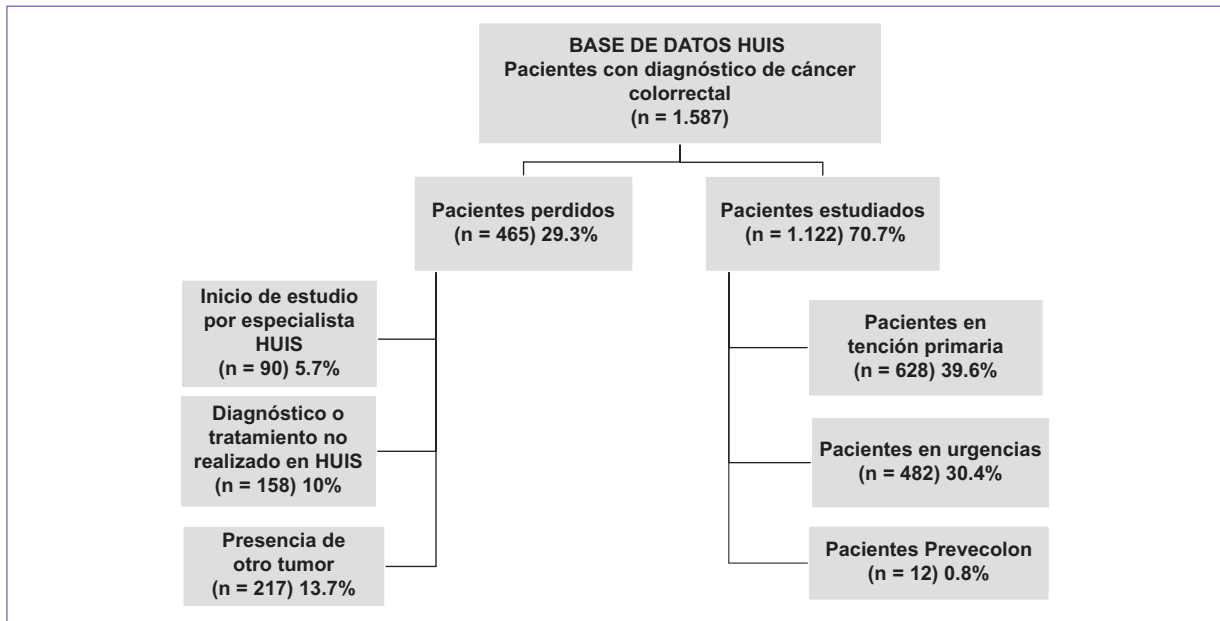 BASE DE DATOS HUIS
Pacientes con diagnóstico de cáncer
colorrectal
(n = 1.587)
Pacientes perdidos
(n = 465) 29.3%
Pacientes estudiados
(n = 1.122) 70.7%
Inicio de estudio
por especialista
HUIS
(n = 90) 5.7%
Diagnóstico o
tratamiento no
realizado en HUIS
(n = 158) 10%
Presencia de
otro tumor
(n = 217) 13.7%
Pacientes en
tención primaria
(n = 628) 39.6%
Pacientes en urgencias
(n = 482) 30.4%
Pacientes Prevecolon
(n = 12) 0.8%